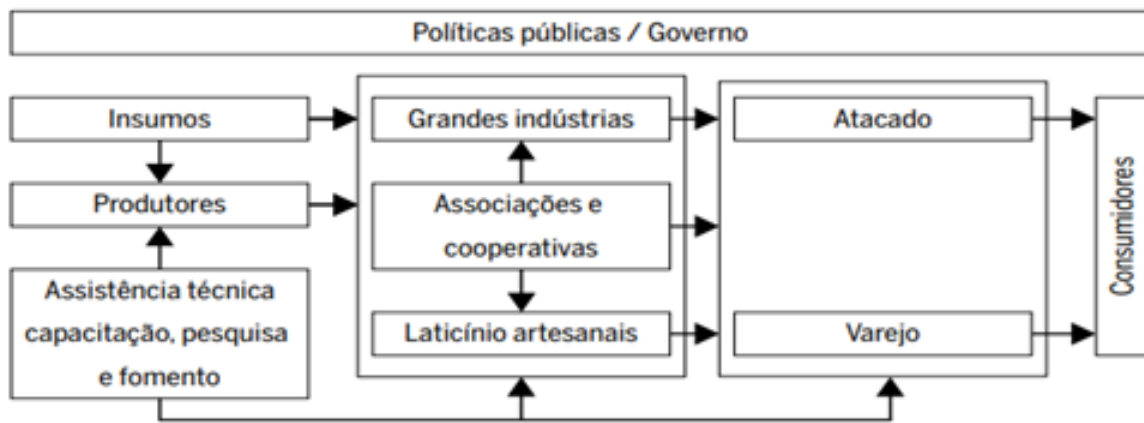 Políticas públicas / Governo
Insumos
Grandes indústrias
Atacado
Produtores
Associações e
cooperativas
Consumidores
Assistência técnica
capacitação, pesquisa
e fomento
Laticínio artesanais
Varejo